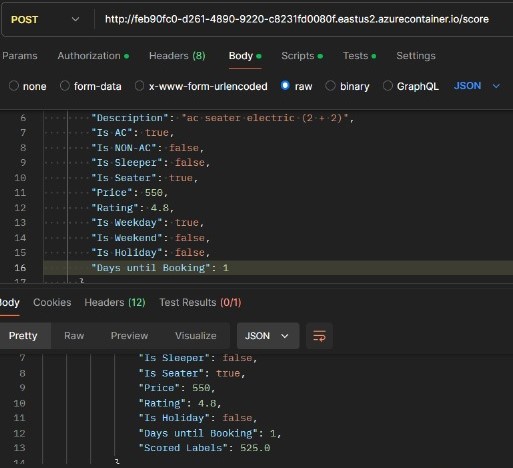 POST http://feb90fc0-d261-4890-9220-c8231fd0080f.eastus2.azurecontainer.io/score
Params Authorization Headers (8) Body Scripts Tests Settings
none form-data x-www-form-urlencoded raw binary GraphQL JSON
6 "Description": "ac seater electric (2 + 2)",
7 "Is AC": true,
8 "Is NON-AC": false,
9 "Is Sleeper": false,
10 "Is Seater": true,
11 "Price": 550,
12 "Rating": 4.8,
13 "Is Weekday": true,
14 "Is Weekend": false,
15 "Is Holiday": false,
16 "Days until Booking": 1
17 }
Body Cookies Headers (12) Test Results (0/1)
Pretty Raw Preview Visualize JSON
7 "Is Sleeper": false,
8 "Is Seater": true,
9 "Price": 550,
10 "Rating": 4.8,
11 "Is Holiday": false,
12 "Days until Booking": 1,
13 "Scored Labels": 525.0
14 }